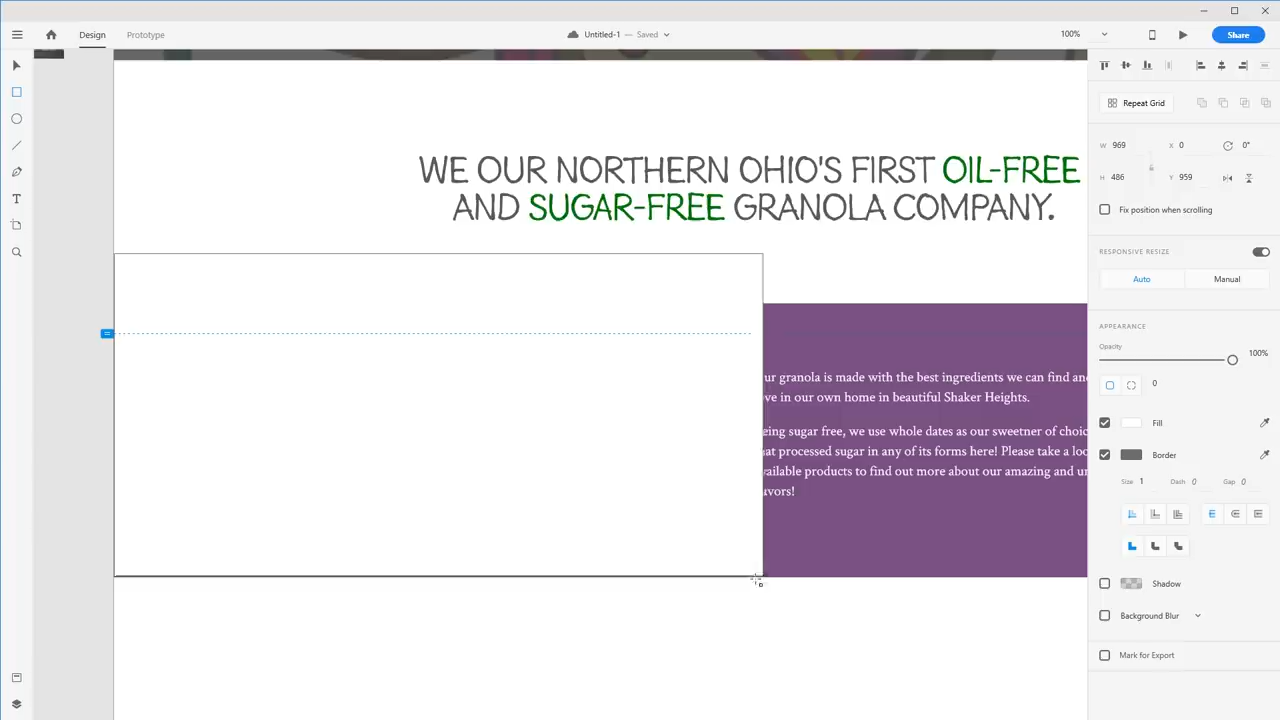 Design Prototype Untitled-1 — Saved 100% Share
Repeat Grid
WE OUR NORTHERN OHIO'S FIRST OIL-FREE
AND SUGAR-FREE GRANOLA COMPANY.
W 969 X 0 0°
H 486 Y 959
Fix position when scrolling
RESPONSIVE RESIZE
Auto Manual
APPEARANCE
Opacity
100%
0
Fill
Border
Size 1 Dash 0 Gap 0
Shadow
Background Blur
Mark for Export
ur granola is made with the best ingredients we can find and
ve in our own home in beautiful Shaker Heights.
eing sugar free, we use whole dates as our sweetner of choic
hat processed sugar in any of its forms here! Please take a loo
vailable products to find out more about our amazing and un
avors!